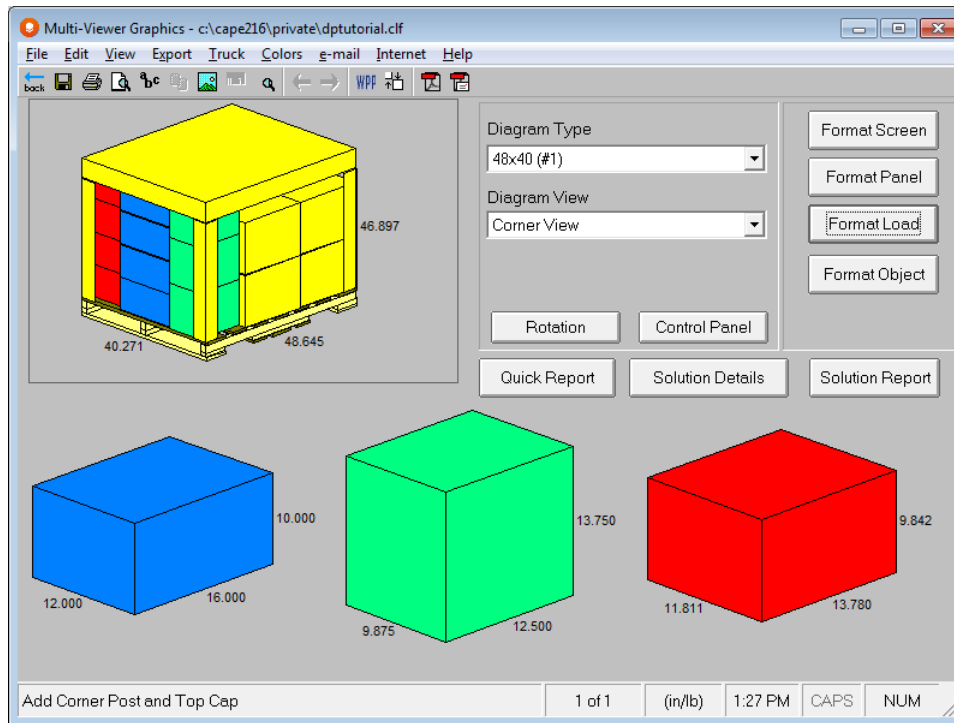 Multi-Viewer Graphics - c:\cape216\private\dptutorial.clf
File Edit View Export Truck Colors e-mail Internet Help
back abc WPP
46.897
40.271
48.645
Diagram Type
48x40 (#1)
Diagram View
Corner View
Rotation Control Panel
Format Screen
Format Panel
Format Load
Format Object
Quick Report Solution Details Solution Report
10.000
12.000
16.000
13.750
9.875
12.500
9.842
11.811
13.780
Add Corner Post and Top Cap 1 of 1 (in/lb) 1:27 PM CAPS NUM